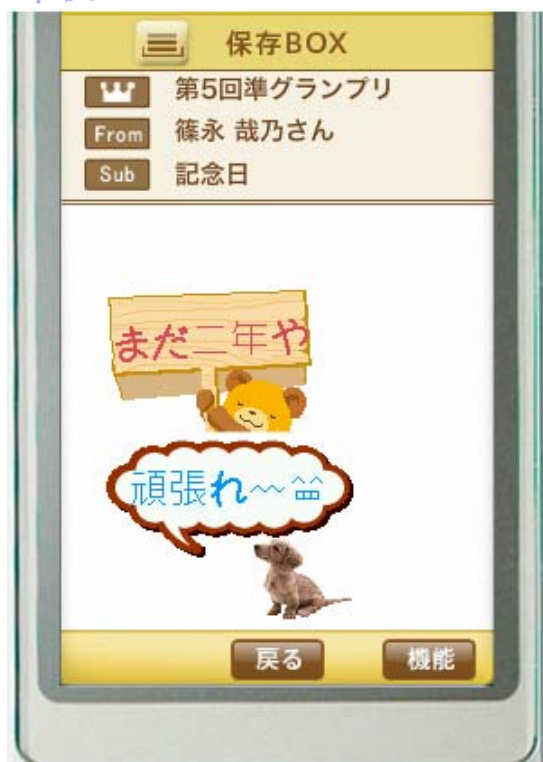 保存BOX
第5回準グランプリ
From 篠永 哉乃さん
Sub 記念日
まだ二年や
頑張れ〜
戻る 機能